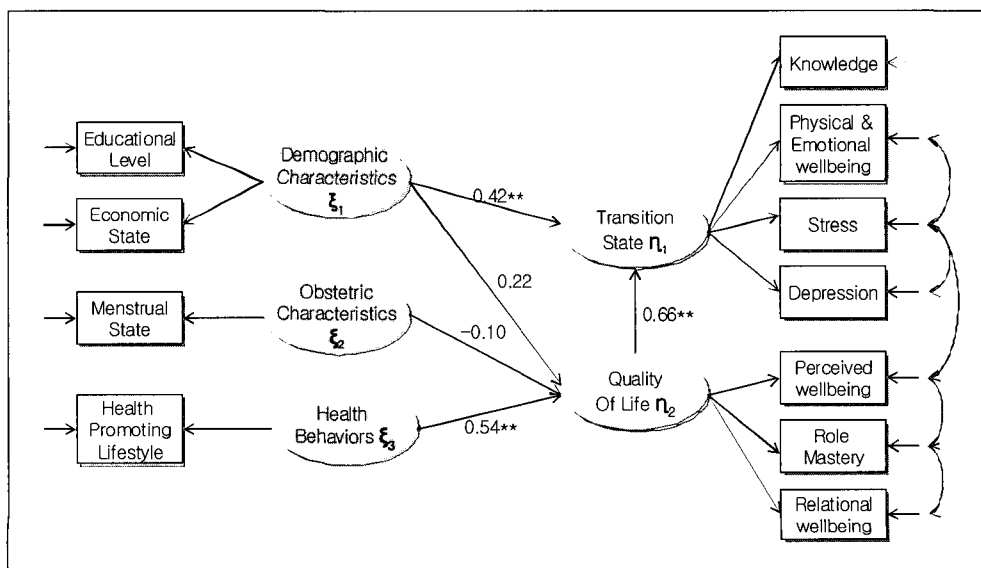 Knowledge
Physical &
Emotional wellbeing
Stress
Depression
Perceived wellbeing
Role
Mastery
Relational
wellbeing
Educational
Level
Economic
State
Menstrual
State
Health
Promoting
Lifestyle
Demographic
Characteristics
ξ₁
Obstetric
Characteristics
ξ₂
Health
Behaviors ξ₃
0.42**
0.22
-0.10
0.54**
Transition
State η₁
0.66**
Quality
Of Life η₂